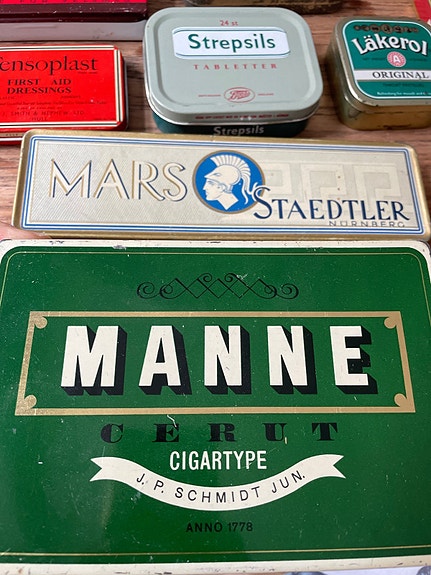 ensoplast
FIRST AID
DRESSINGS
24 st
Strepsils
TABLETTER
Boots
Strepsils
Läkerol
A
ORIGINAL
MARS
STAEDTLER
NÜRNBERG
MANNE
CERUT
CIGARTYPE
J. P. SCHMIDT JUN.
ANNO 1778